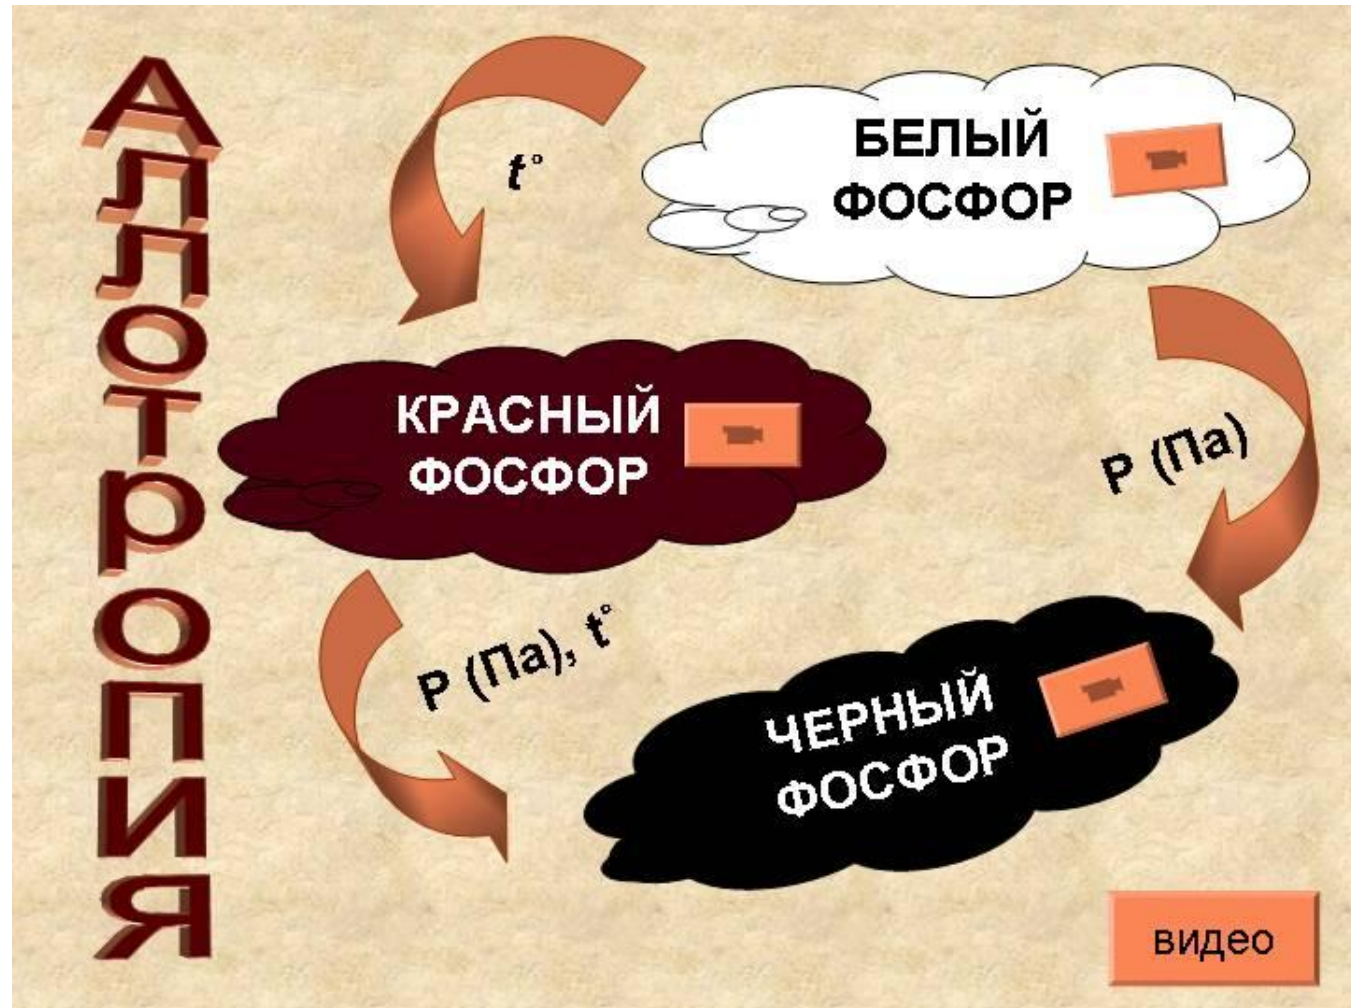 Аллотропия
БЕЛЫЙ
ФОСФОР
t°
КРАСНЫЙ
ФОСФОР
Р (Па)
Р (Па), t°
ЧЕРНЫЙ
ФОСФОР
видео